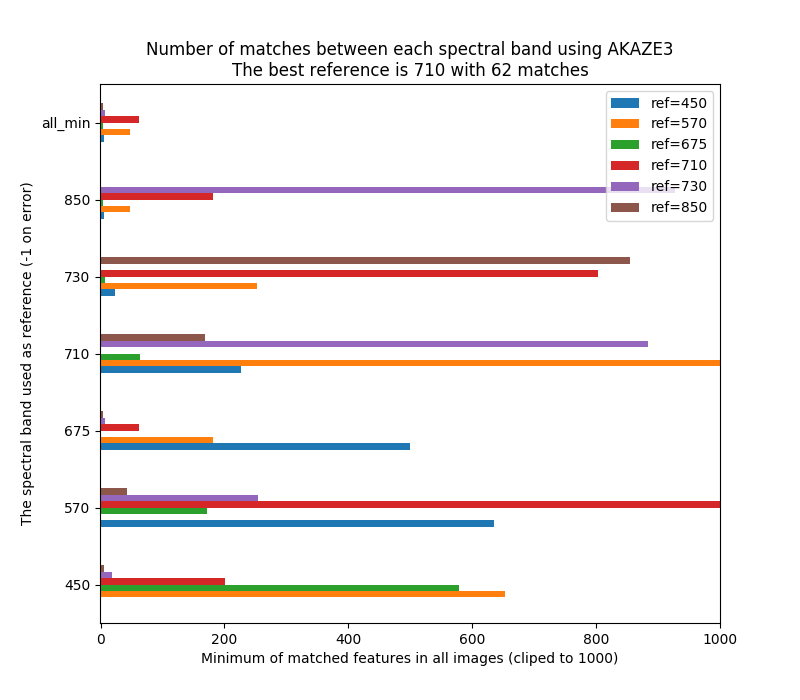 Number of matches between each spectral band using AKAZE3
The best reference is 710 with 62 matches
ref=450
ref=570
ref=675
ref=710
ref=730
ref=850
The spectral band used as reference (-1 on error)
all_min
850
730
710
675
570
450
0 200 400 600 800 1000
Minimum of matched features in all images (cliped to 1000)